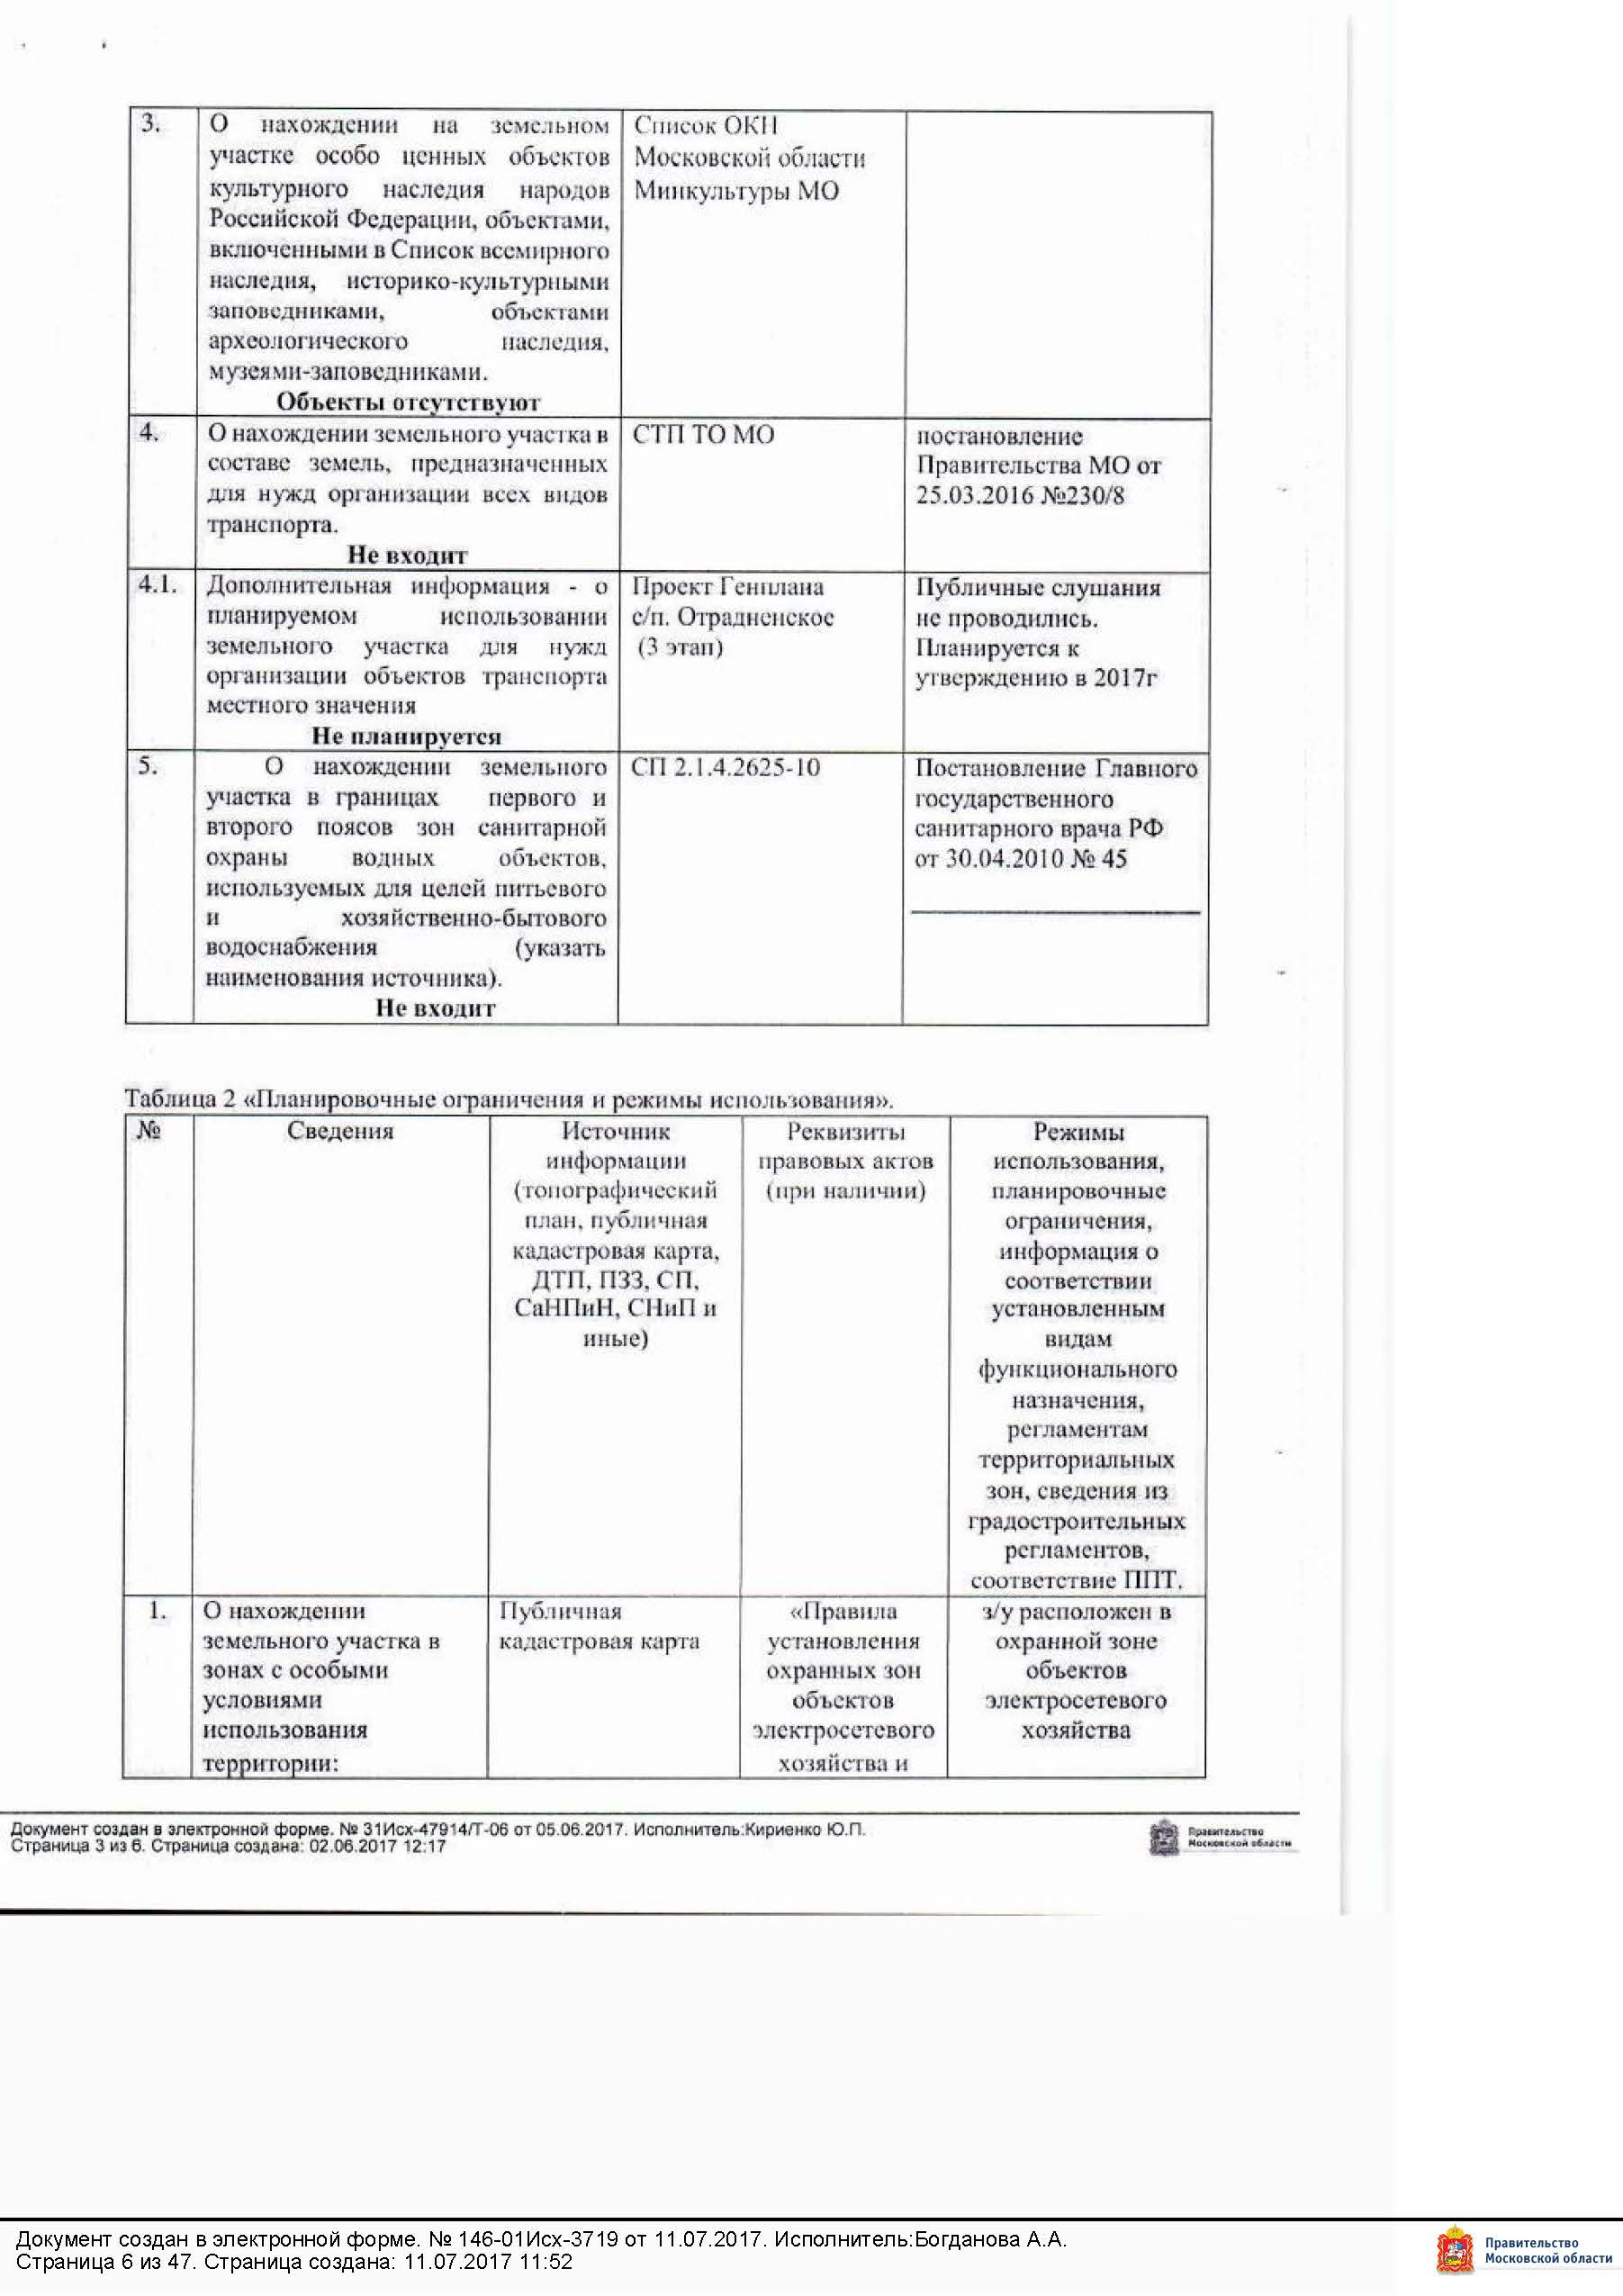 3.
О нахождении на земельном
участке особо ценных объектов
культурного наследия народов
Российской Федерации, объектами,
включенными в Список всемирного
наследия, историко-культурными
заповедниками, объектами
археологического наследия,
музеями-заповедниками.
Объекты отсутствуют
Список ОКН
Московской области
Минкультуры МО
4.
О нахождении земельного участка в
составе земель, предназначенных
для нужд организации всех видов
транспорта.
Не входит
СТП ТО МО
постановление
Правительства МО от
25.03.2016 №230/8
4.1.
Дополнительная информация - о
планируемом использовании
земельного участка для нужд
организации объектов транспорта
местного значения
Не планируется
Проект Генплана
с/п. Отрадненское
(3 этап)
Публичные слушания
не проводились.
Планируется к
утверждению в 2017г
5.
О нахождении земельного
участка в границах первого и
второго поясов зон санитарной
охраны водных объектов,
используемых для целей питьевого
и хозяйственно-бытового
водоснабжения (указать
наименования источника).
Не входит
СП 2.1.4.2625-10
Постановление Главного
государственного
санитарного врача РФ
от 30.04.2010 № 45
Таблица 2 «Планировочные ограничения и режимы использования».
№
Сведения
Источник
информации
(топографический
план, публичная
кадастровая карта,
ДТП, ПЗЗ, СП,
СаНПиН, СНиП и
иные)
Реквизиты
правовых актов
(при наличии)
Режимы
использования,
планировочные
ограничения,
информация о
соответствии
установленным
видам
функционального
назначения,
регламентам
территориальных
зон, сведения из
градостроительных
регламентов,
соответствие ППТ.
1.
О нахождении
земельного участка в
зонах с особыми
условиями
использования
территории:
Публичная
кадастровая карта
«Правила
установления
охранных зон
объектов
электросетевого
хозяйства и
з/у расположен в
охранной зоне
объектов
электросетевого
хозяйства
Документ создан в электронной форме. № 31Исх-47914/Т-06 от 05.06.2017. Исполнитель:Кириенко Ю.П.
Страница 3 из 6. Страница создана: 02.06.2017 12:17
Правительство
Московской области
Документ создан в электронной форме. № 146-01Исх-3719 от 11.07.2017. Исполнитель:Богданова А.А.
Страница 6 из 47. Страница создана: 11.07.2017 11:52
Правительство
Московской области